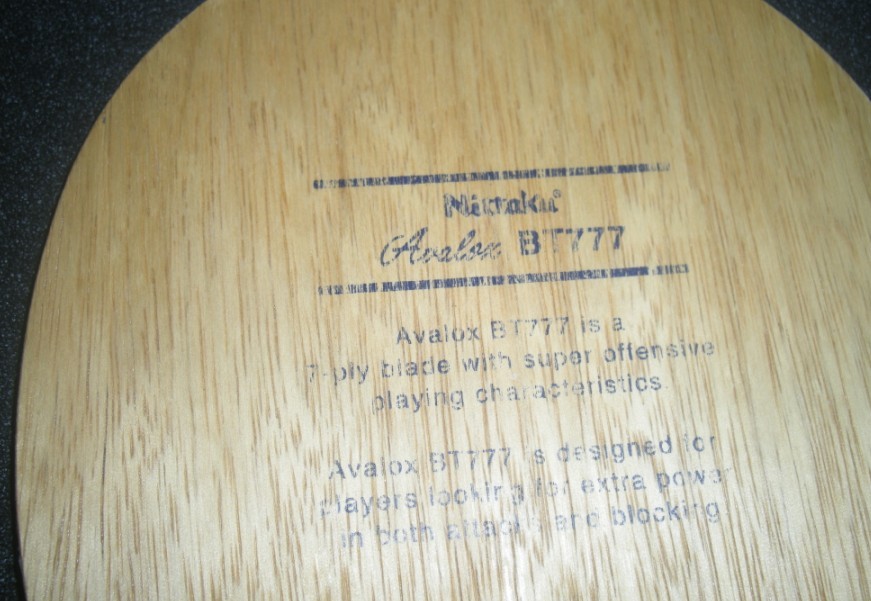 Nittaku®
Avalox BT777
Avalox BT777 is a
7-ply blade with super offensive
playing characteristics.
Avalox BT777 is designed for
players looking for extra power
in both attacks and blocking